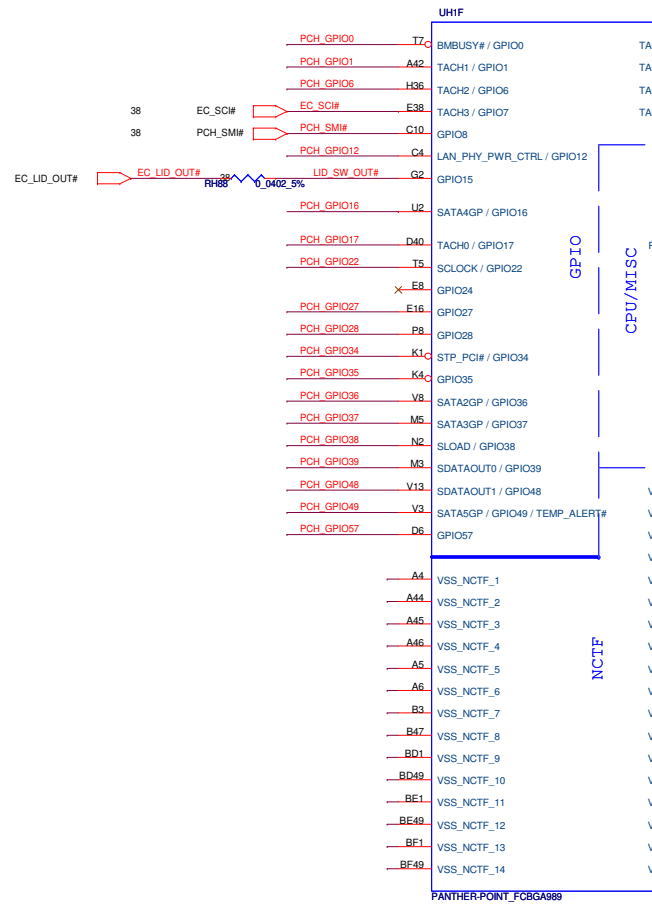 UH1F
PCH_GPIO0 T7 BMBUSY# / GPIO0 TA
PCH_GPIO1 A42 TACH1 / GPIO1 TA
PCH_GPIO6 H36 TACH2 / GPIO6 TA
38 EC_SCI# EC_SCI# E38 TACH3 / GPIO7 TA
38 PCH_SMI# PCH_SMI# C10 GPIO8
PCH_GPIO12 C4 LAN_PHY_PWR_CTRL / GPIO12
EC_LID_OUT# EC_LID_OUT# 38 LID_SW_OUT# G2 GPIO15
RH88 0_0402_5%
PCH_GPIO16 U2 SATA4GP / GPIO16
PCH_GPIO17 D40 TACH0 / GPIO17
PCH_GPIO22 T5 SCLOCK / GPIO22
GPIO
CPU/MISC
E8 GPIO24
PCH_GPIO27 E16 GPIO27
PCH_GPIO28 P8 GPIO28
PCH_GPIO34 K1 STP_PCI# / GPIO34
PCH_GPIO35 K4 GPIO35
PCH_GPIO36 V8 SATA2GP / GPIO36
PCH_GPIO37 M5 SATA3GP / GPIO37
PCH_GPIO38 N2 SLOAD / GPIO38
PCH_GPIO39 M3 SDATAOUT0 / GPIO39
PCH_GPIO48 V13 SDATAOUT1 / GPIO48
PCH_GPIO49 V3 SATA5GP / GPIO49 / TEMP_ALERT#
PCH_GPIO57 D6 GPIO57
A4 VSS_NCTF_1
A44 VSS_NCTF_2
A45 VSS_NCTF_3
A46 VSS_NCTF_4
NCTF
A5 VSS_NCTF_5
A6 VSS_NCTF_6
B3 VSS_NCTF_7
B47 VSS_NCTF_8
BD1 VSS_NCTF_9
BD49 VSS_NCTF_10
BE1 VSS_NCTF_11
BE49 VSS_NCTF_12
BF1 VSS_NCTF_13
BF49 VSS_NCTF_14
PANTHER-POINT_FCBGA989